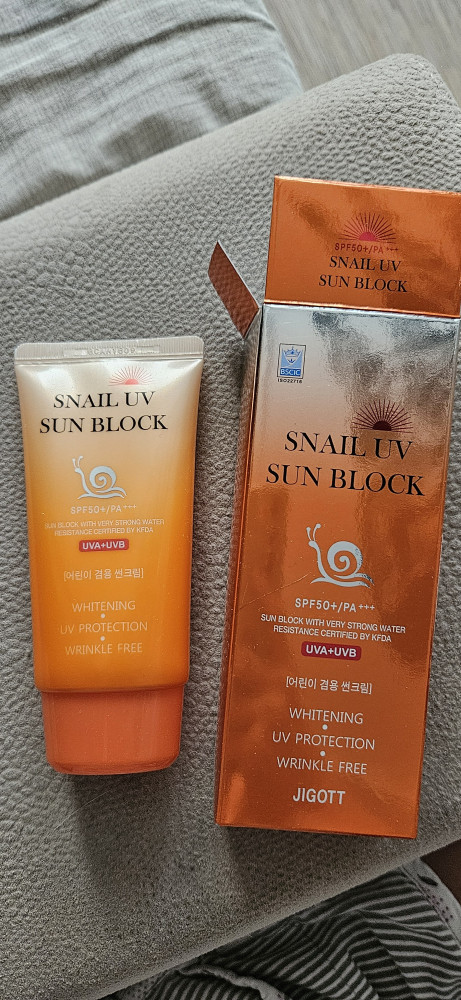 SNAIL UV
SUN BLOCK
SPF50+/PA+++
SUN BLOCK WITH VERY STRONG WATER
RESISTANCE CERTIFIED BY KFDA
UVA+UVB
[어린이 겸용 썬크림]
WHITENING
UV PROTECTION
WRINKLE FREE
SPF50+/PA+++
SNAIL UV
SUN BLOCK
BSCIC
ISO22716
SNAIL UV
SUN BLOCK
SPF50+/PA+++
SUN BLOCK WITH VERY STRONG WATER
RESISTANCE CERTIFIED BY KFDA
UVA+UVB
[어린이 겸용 썬크림]
WHITENING
UV PROTECTION
WRINKLE FREE
JIGOTT